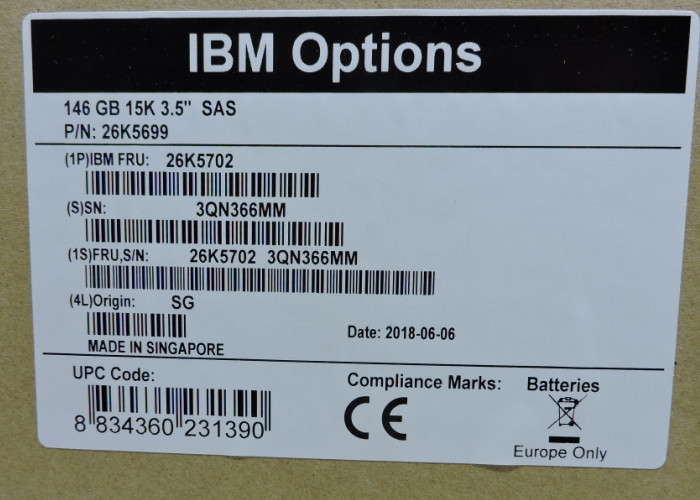 IBM Options
146 GB 15K 3.5" SAS
P/N: 26K5699
(1P)IBM FRU: 26K5702
(S)SN: 3QN366MM
(1S)FRU,S/N: 26K5702 3QN366MM
(4L)Origin: SG
MADE IN SINGAPORE
Date: 2018-06-06
UPC Code:
8 834360 231390
Compliance Marks:
CE
Batteries
Europe Only